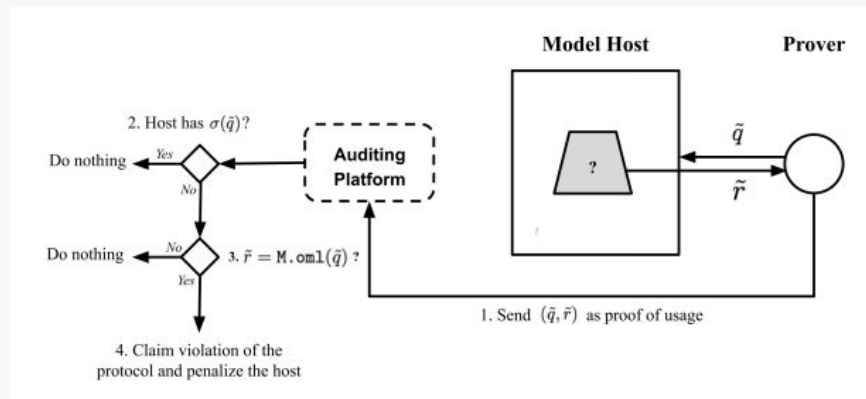 Model Host
Prover
2. Host has σ(q̃)?
Do nothing
Yes
Auditing
Platform
?
q̃
r̃
No
Do nothing
No
3. r̃ = M.oml(q̃) ?
Yes
1. Send (q̃, r̃) as proof of usage
4. Claim violation of the
protocol and penalize the host